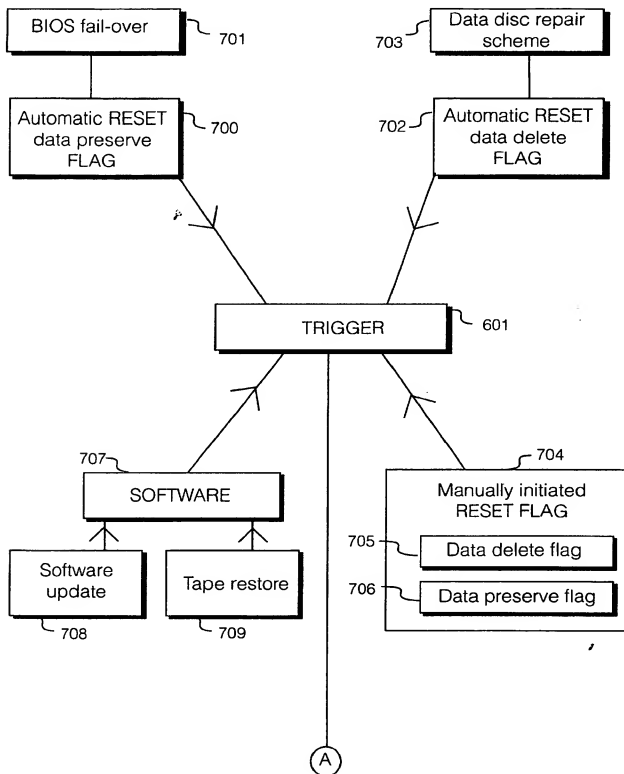 BIOS fail-over
701
703
Data disc repair
scheme
Automatic RESET
data preserve
FLAG
700
702
Automatic RESET
data delete
FLAG
TRIGGER
601
707
SOFTWARE
Software
update
708
Tape restore
709
704
Manually initiated
RESET FLAG
705
Data delete flag
706
Data preserve flag
A